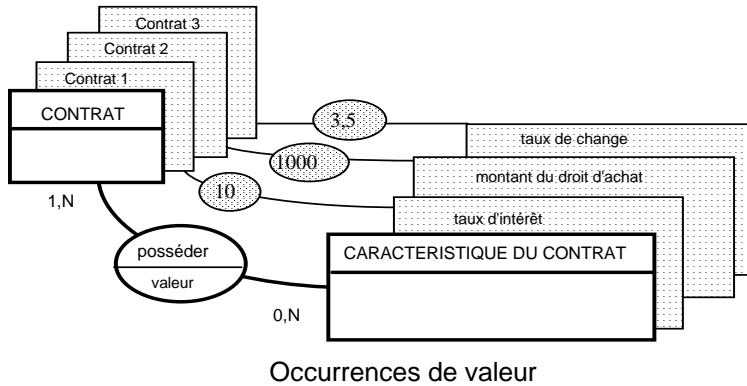 Contrat 3
Contrat 2
Contrat 1
CONTRAT
3,5
taux de change
1000
montant du droit d'achat
10
taux d'intérêt
1,N
posséder
valeur
CARACTERISTIQUE DU CONTRAT
0,N
Occurrences de valeur